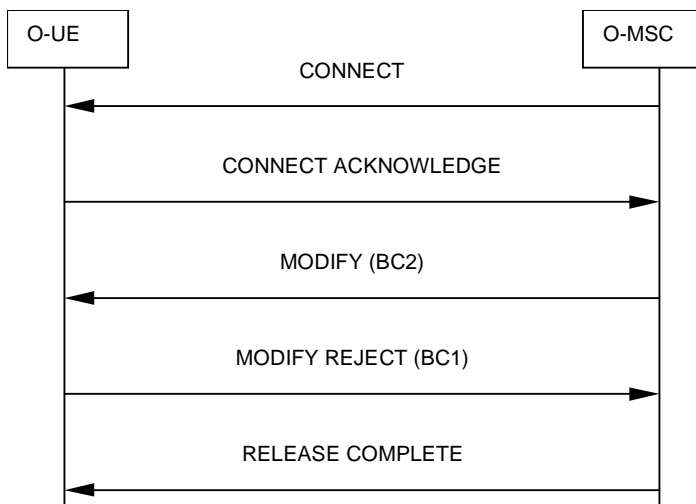 O-UE
O-MSC
CONNECT
CONNECT ACKNOWLEDGE
MODIFY (BC2)
MODIFY REJECT (BC1)
RELEASE COMPLETE